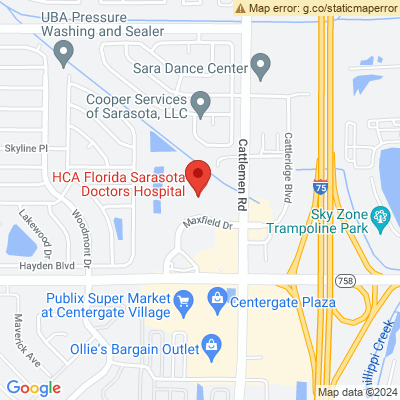 Map error: g.co/staticmaperror
UBA Pressure
Washing and Sealer
Sara Dance Center
Cooper Services
of Sarasota, LLC
Skyline Pl
Cattlemen Rd
Cattleridge Blvd
HCA Florida Sarasota
Doctors Hospital
75
Lakewood Dr
Woodmont Dr
Maxfield Dr
Sky Zone
Trampoline Park
Hayden Blvd
758
Publix Super Market
at Centergate Village
Centergate Plaza
Maverick Ave
Ollie's Bargain Outlet
hillippi Creek
Google
Map data ©2024